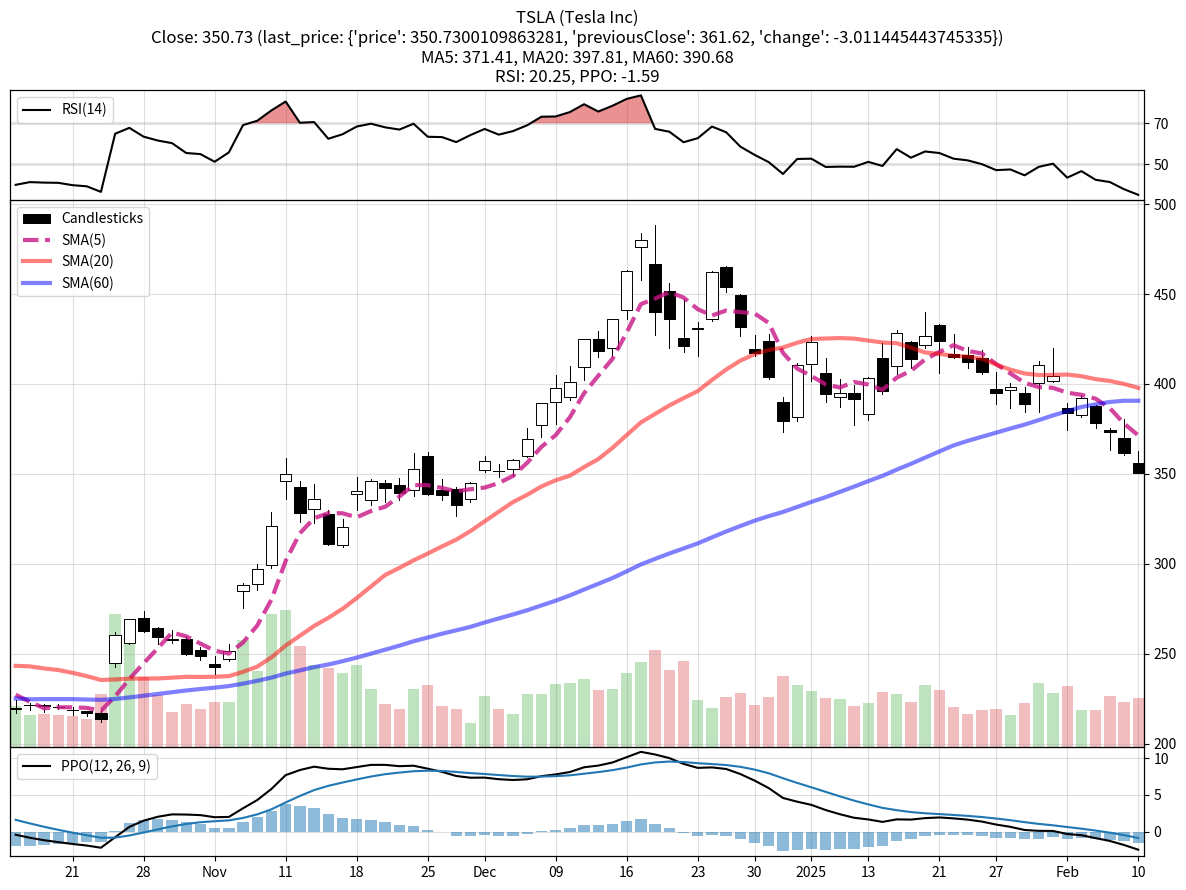 TSLA (Tesla Inc)
Close: 350.73 (last_price: {'price': 350.7300109863281, 'previousClose': 361.62, 'change': -3.011445443745335})
MA5: 371.41, MA20: 397.81, MA60: 390.68
RSI: 20.25, PPO: -1.59
RSI(14)
70
50
500
Candlesticks
SMA(5)
SMA(20)
SMA(60)
450
400
350
300
250
200
PPO(12, 26, 9)
10
5
0
21 28 Nov 11 18 25 Dec 09 16 23 30 2025 13 21 27 Feb 10